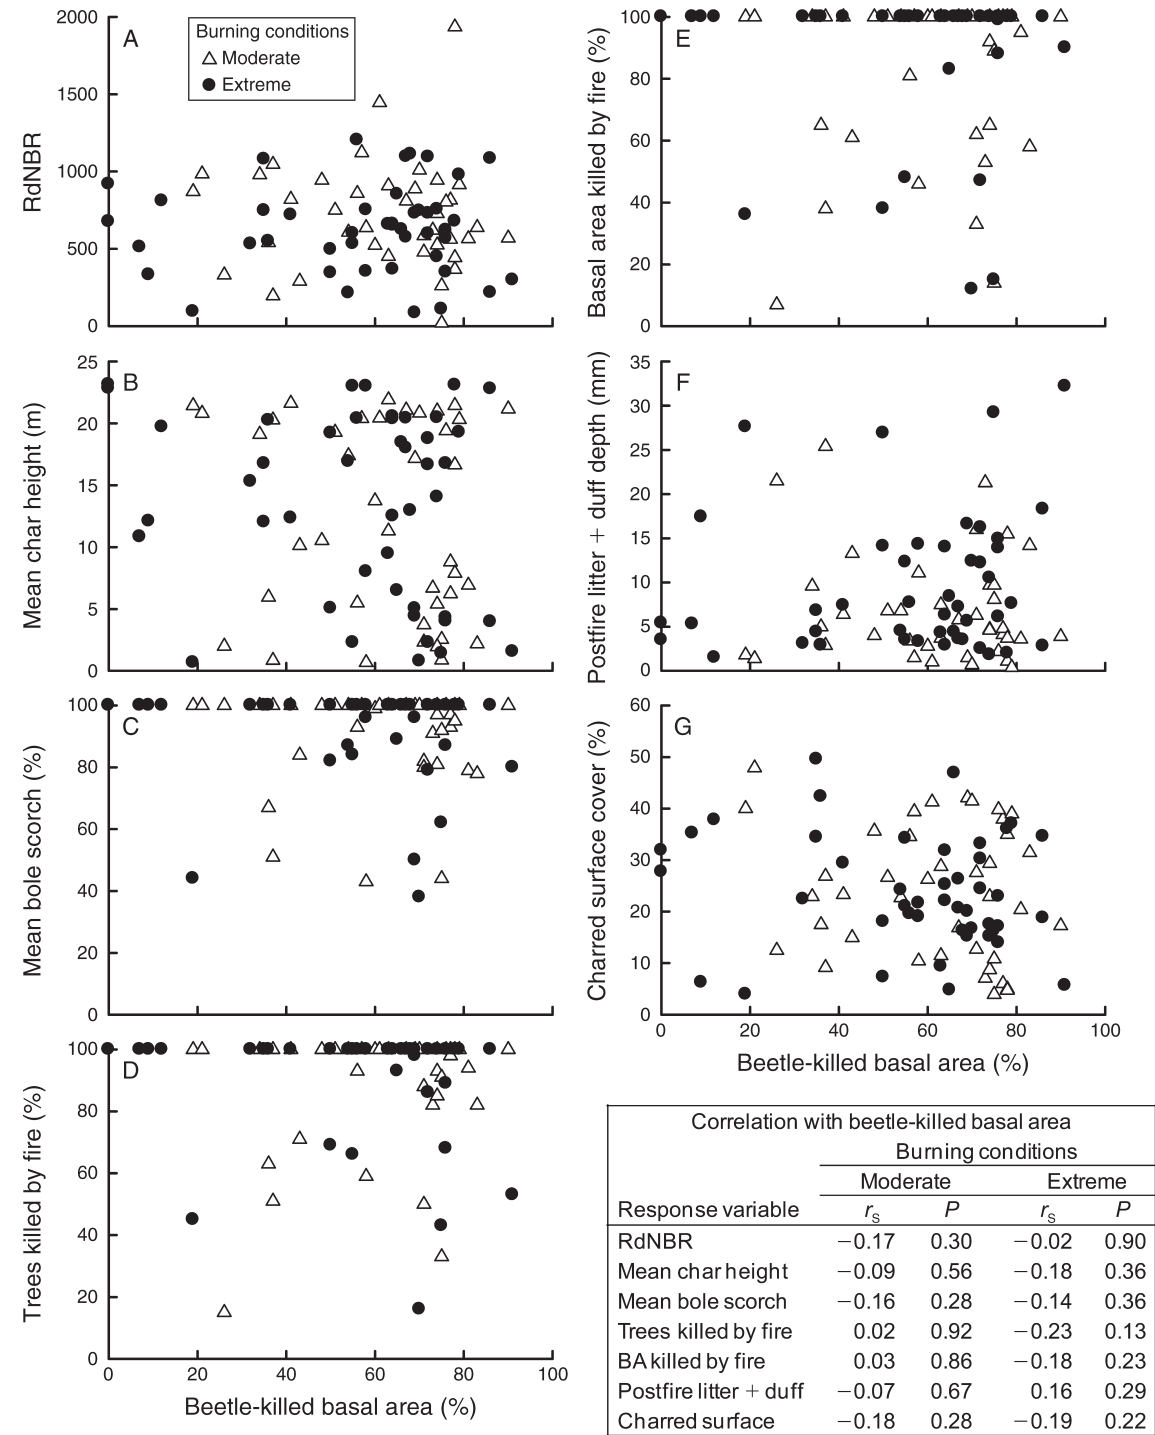 A
Burning conditions
Moderate
Extreme
RdNBR
2000
1500
1000
500
0
B
Mean char height (m)
25
20
15
10
5
0
C
Mean bole scorch (%)
100
80
60
40
20
0
D
Trees killed by fire (%)
100
80
60
40
20
0
0 20 40 60 80 100
Beetle-killed basal area (%)
E
Basal area killed by fire (%)
100
80
60
40
20
0
F
Postfire litter + duff depth (mm)
35
30
25
20
15
10
5
0
G
Charred surface cover (%)
60
50
40
30
20
10
0
0 20 40 60 80 100
Beetle-killed basal area (%)
Correlation with beetle-killed basal area
Burning conditions
Moderate Extreme
Response variable rS P rS P
RdNBR −0.17 0.30 −0.02 0.90
Mean char height −0.09 0.56 −0.18 0.36
Mean bole scorch −0.16 0.28 −0.14 0.36
Trees killed by fire 0.02 0.92 −0.23 0.13
BA killed by fire 0.03 0.86 −0.18 0.23
Postfire litter + duff −0.07 0.67 0.16 0.29
Charred surface −0.18 0.28 −0.19 0.22